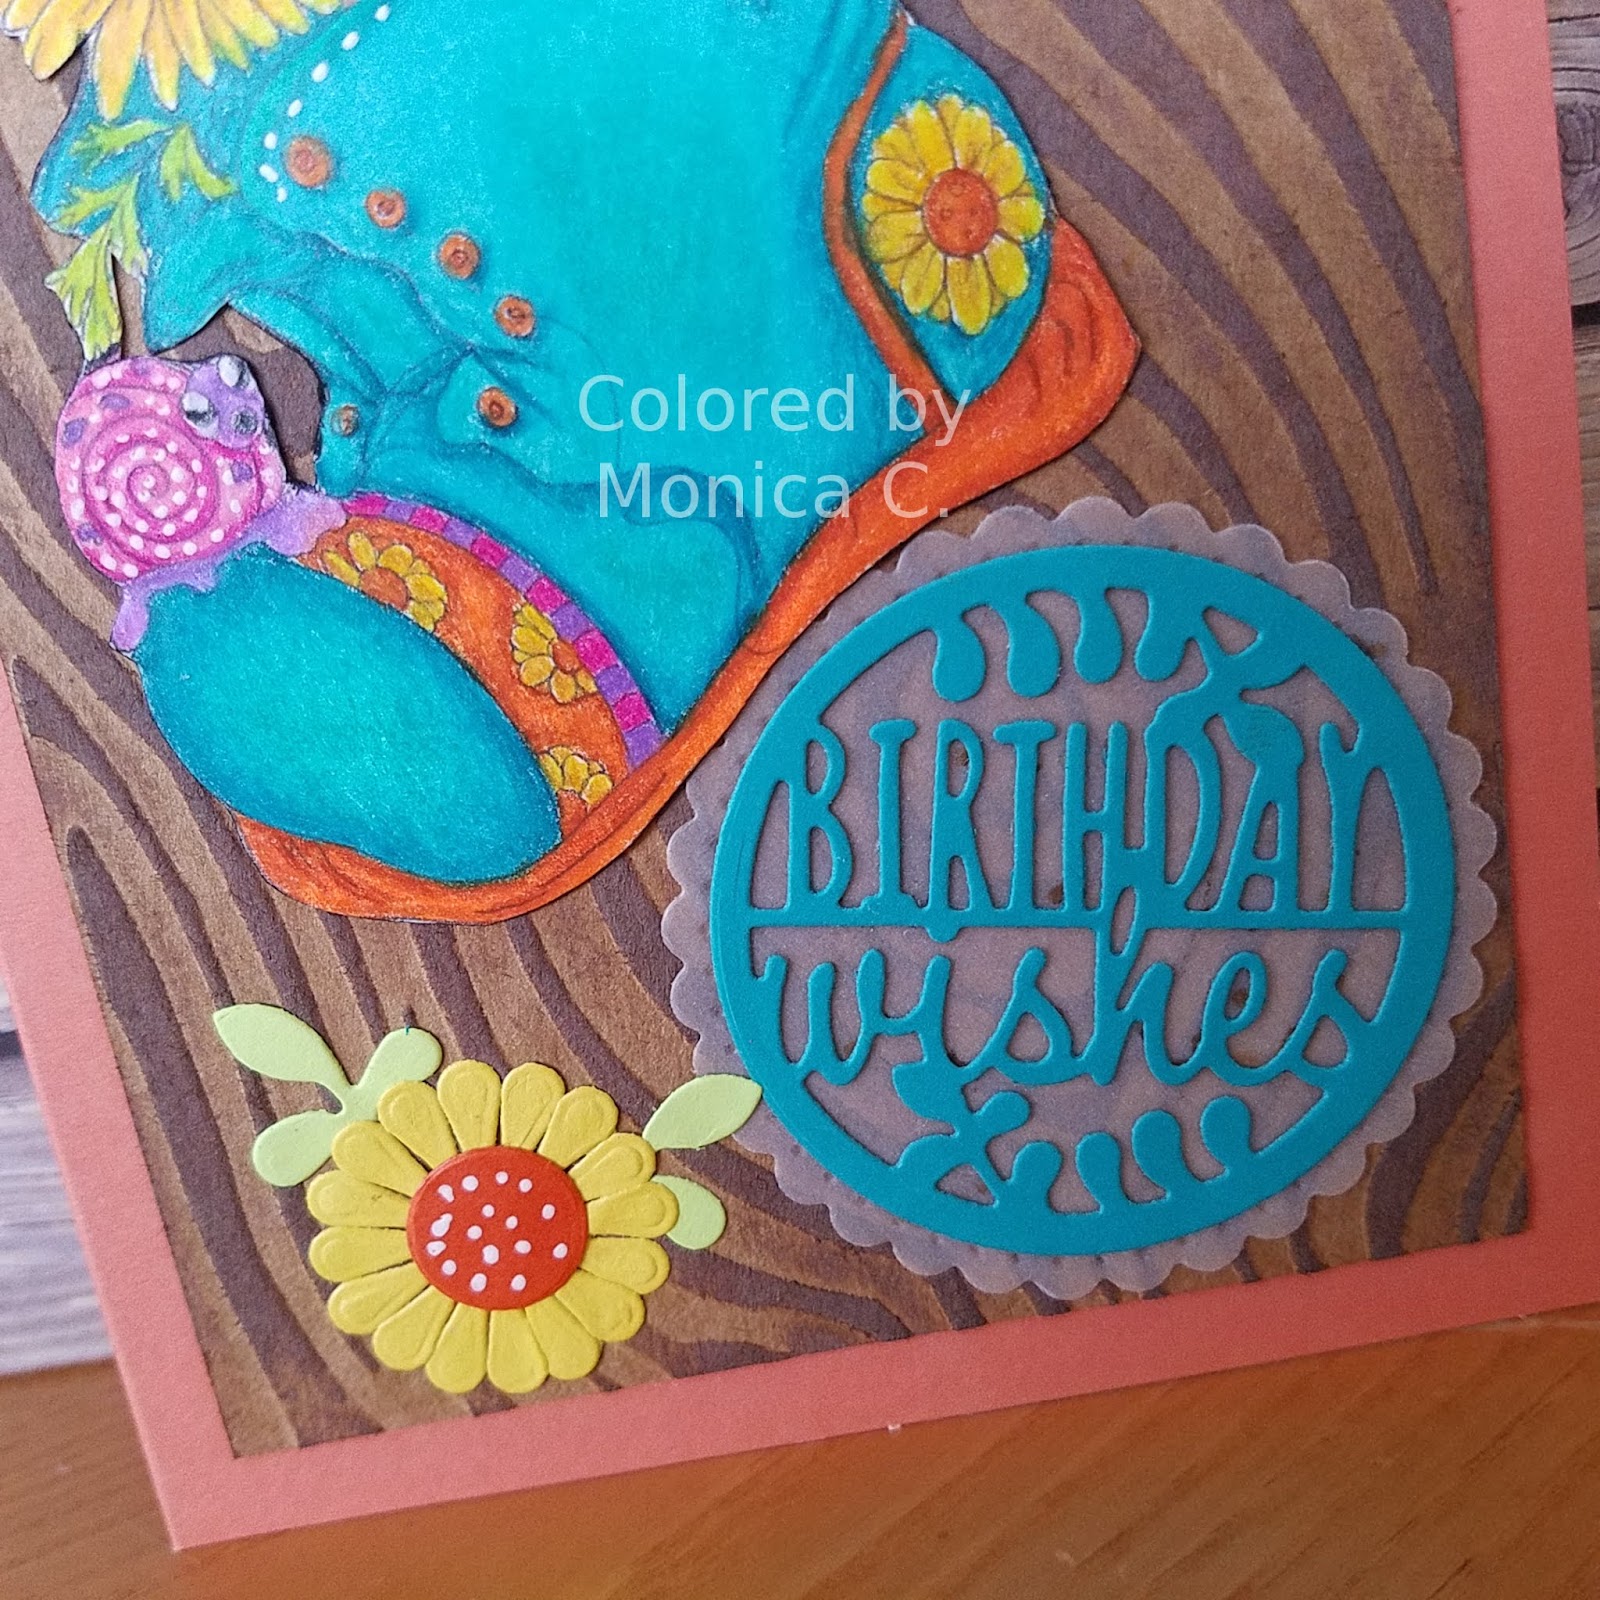 Colored by
Monica C.
BIRTHDAY
wishes